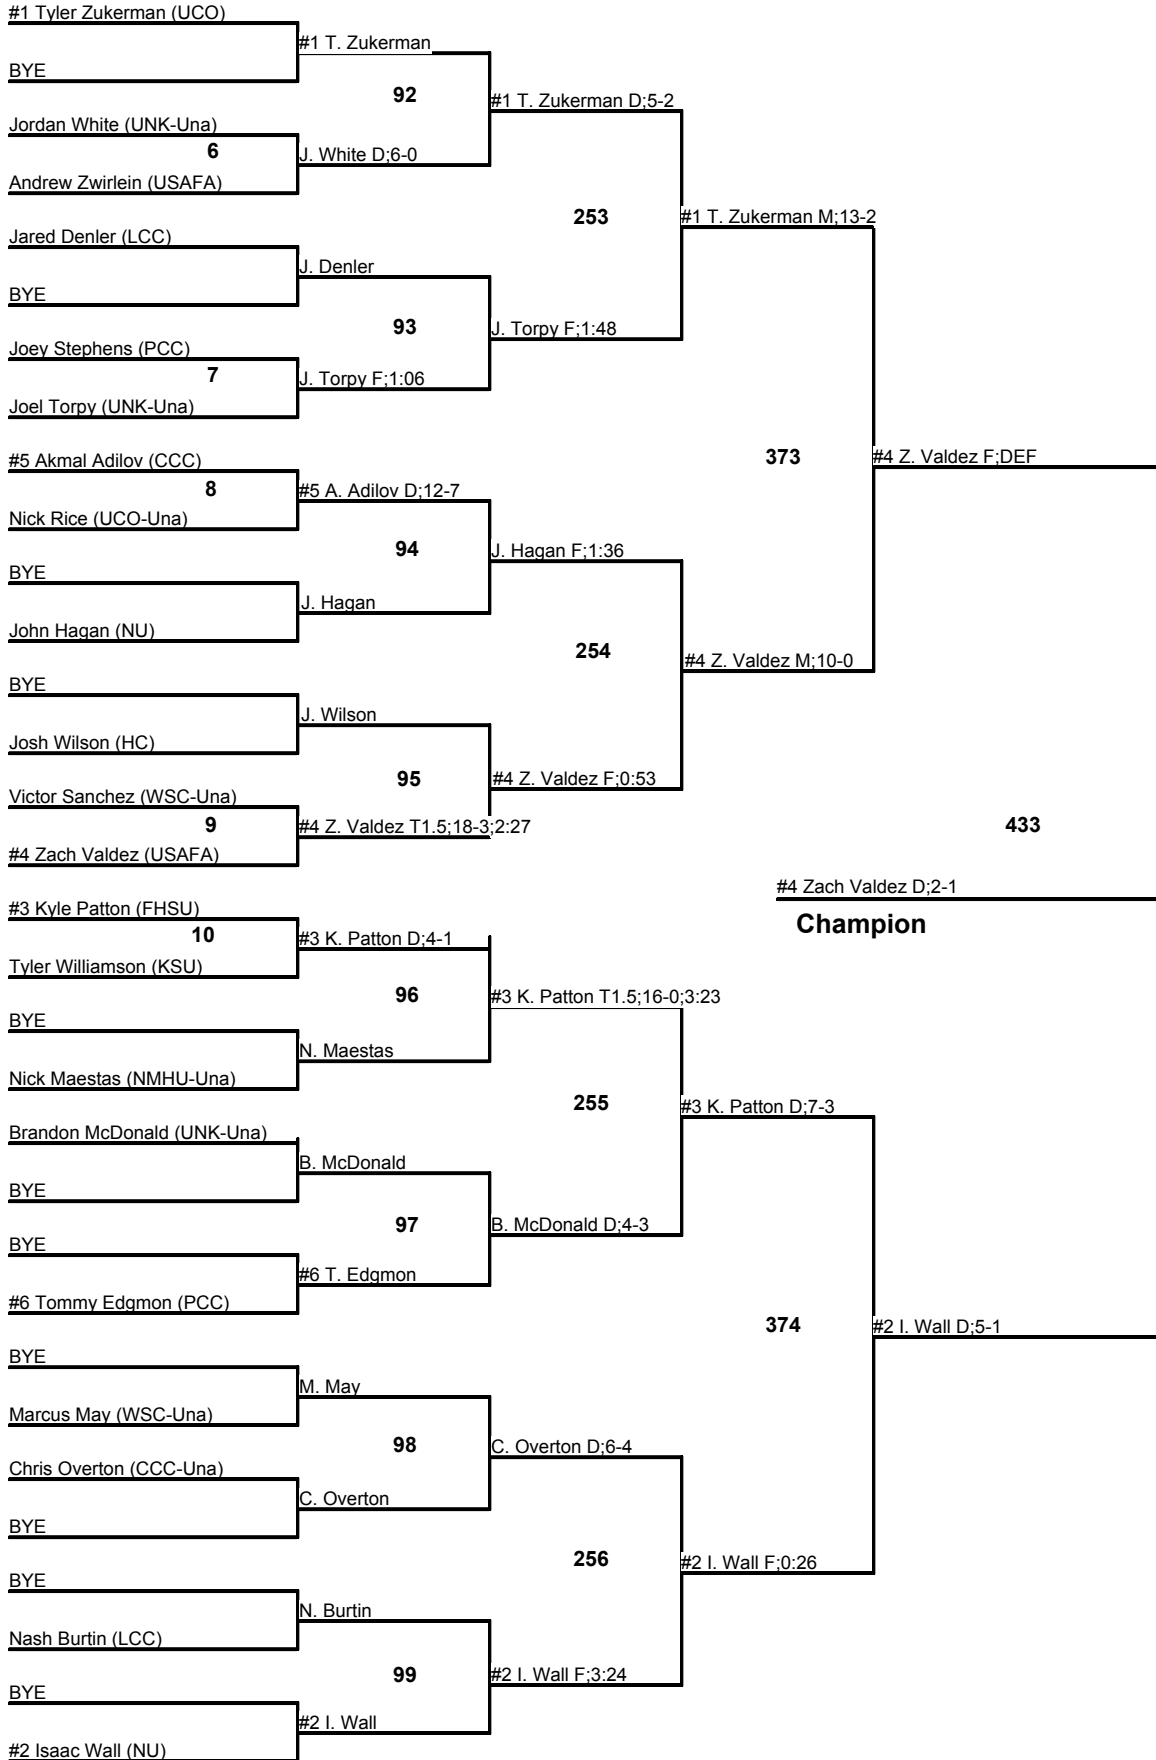 #1 Tyler Zukerman (UCO)
#1 T. Zukerman
BYE
92
#1 T. Zukerman D;5-2
Jordan White (UNK-Una)
6
J. White D;6-0
Andrew Zwirlein (USAFA)
253
#1 T. Zukerman M;13-2
Jared Denler (LCC)
J. Denler
BYE
93
J. Torpy F;1:48
Joey Stephens (PCC)
7
J. Torpy F;1:06
Joel Torpy (UNK-Una)
373
#4 Z. Valdez F;DEF
#5 Akmal Adilov (CCC)
8
#5 A. Adilov D;12-7
Nick Rice (UCO-Una)
94
J. Hagan F;1:36
BYE
J. Hagan
John Hagan (NU)
254
#4 Z. Valdez M;10-0
BYE
J. Wilson
Josh Wilson (HC)
95
#4 Z. Valdez F;0:53
Victor Sanchez (WSC-Una)
9
#4 Z. Valdez T1.5;18-3;2:27
433
#4 Zach Valdez (USAFA)
#4 Zach Valdez D;2-1
Champion
#3 Kyle Patton (FHSU)
10
#3 K. Patton D;4-1
Tyler Williamson (KSU)
96
#3 K. Patton T1.5;16-0;3:23
BYE
N. Maestas
Nick Maestas (NMHU-Una)
255
#3 K. Patton D;7-3
Brandon McDonald (UNK-Una)
B. McDonald
BYE
97
B. McDonald D;4-3
BYE
#6 T. Edgmon
#6 Tommy Edgmon (PCC)
374
#2 I. Wall D;5-1
BYE
M. May
Marcus May (WSC-Una)
98
C. Overton D;6-4
Chris Overton (CCC-Una)
C. Overton
BYE
256
#2 I. Wall F;0:26
BYE
N. Burtin
Nash Burtin (LCC)
99
#2 I. Wall F;3:24
BYE
#2 I. Wall
#2 Isaac Wall (NU)